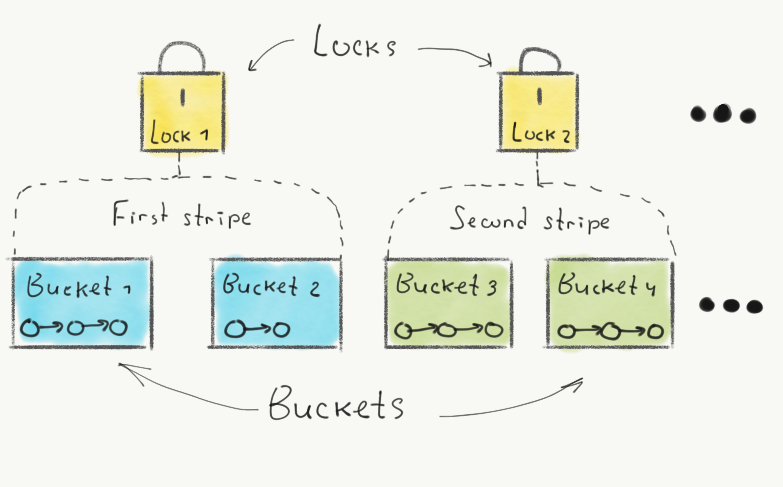 Locks
Lock 1
Lock 2
First stripe
Second stripe
Bucket 1
Bucket 2
Bucket 3
Bucket 4
Buckets